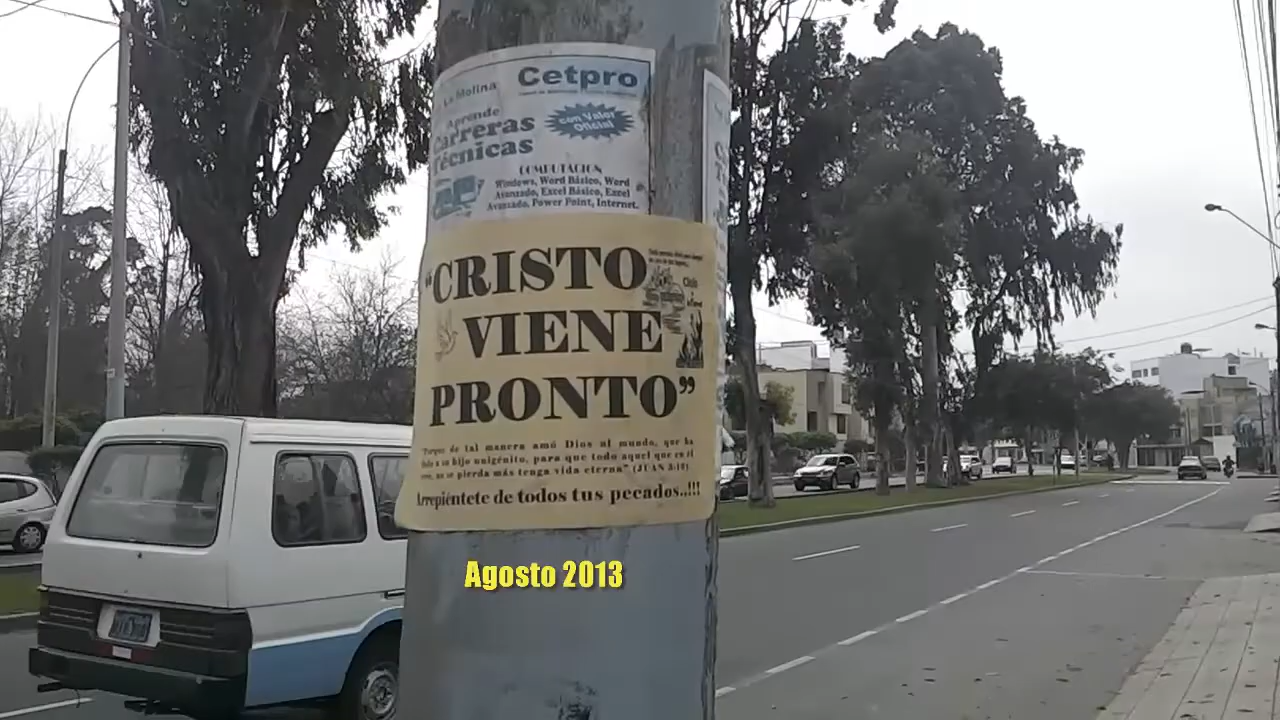 La Molina Cetpro
Aprende
Carreras
Técnicas
con Valor
Oficial
COMPUTACION
Windows, Word Básico, Word
Avanzado, Excel Básico, Excel
Avanzado, Power Point, Internet.
“CRISTO
VIENE
PRONTO”
"Porque de tal manera amó Dios al mundo, que ha
dado a su hijo unigénito, para que todo aquel que en él
cree, no se pierda más tenga vida eterna" (JUAN 3:16)
Arrepiéntete de todos tus pecados..!!!
Agosto 2013